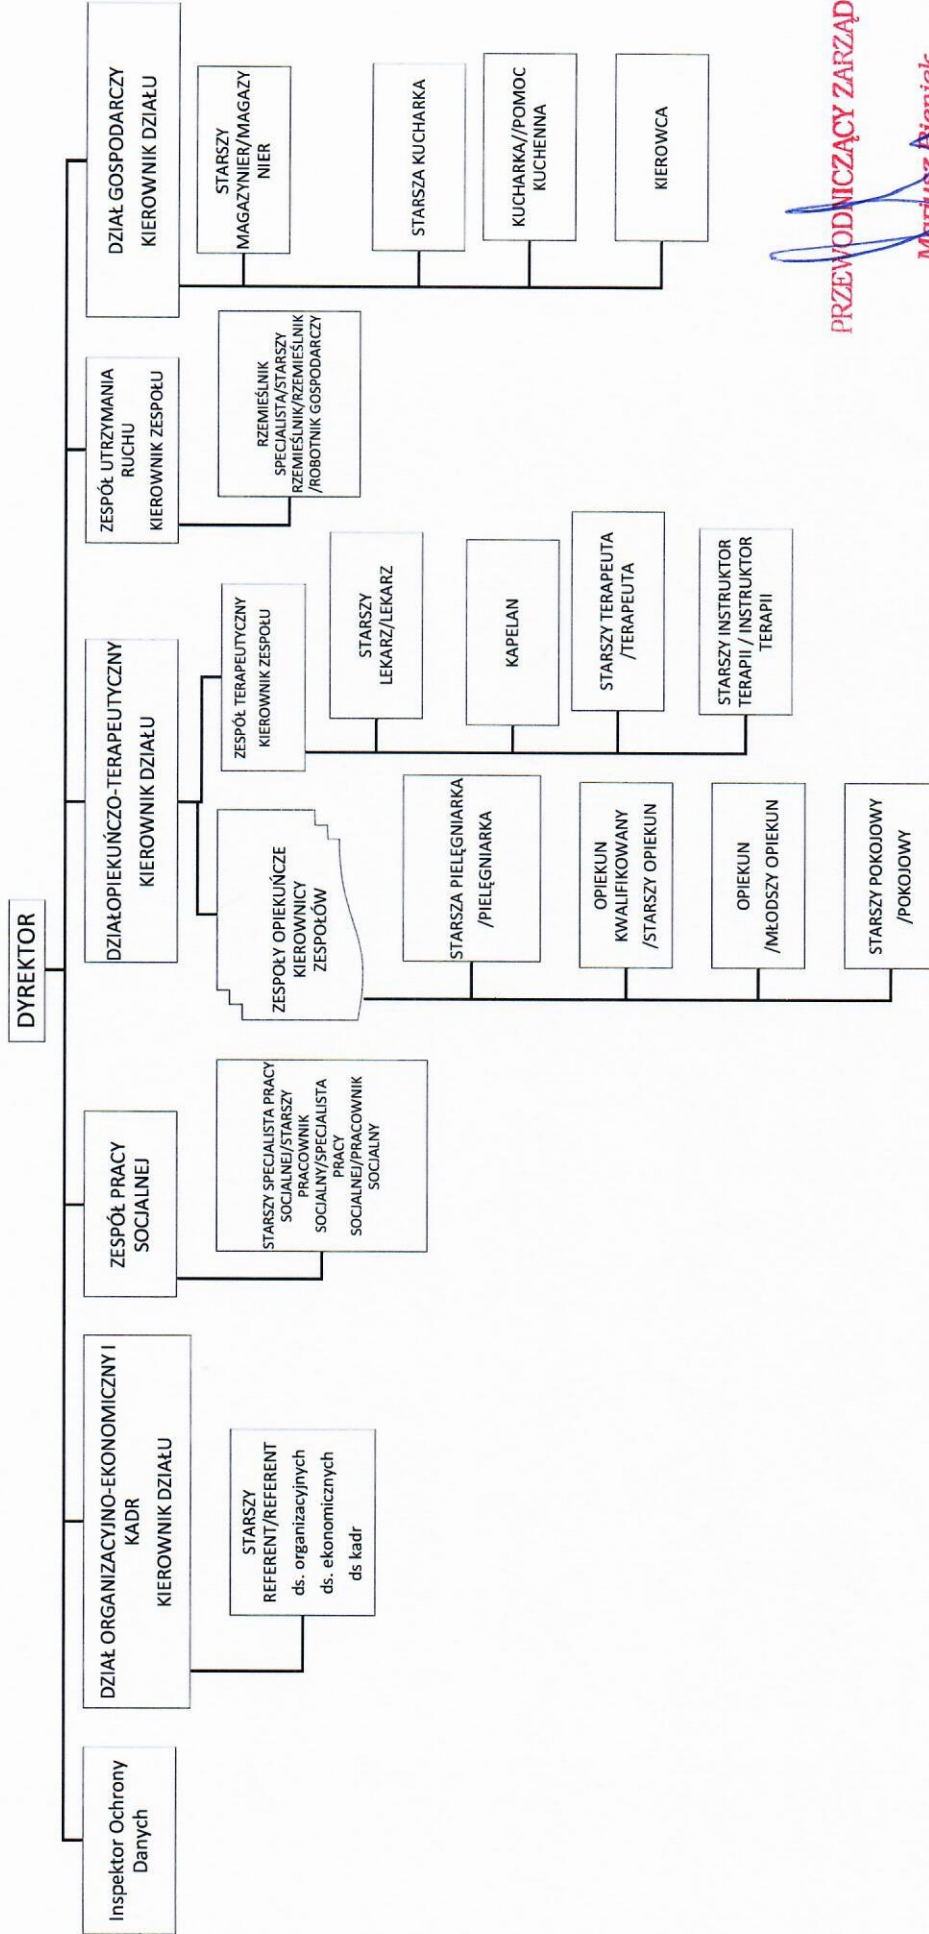 DYREKTOR
Inspektor Ochrony
Danych
DZIAŁ ORGANIZACYJNO-EKONOMICZNY I
KADR
KIEROWNIK DZIAŁU
STARSZY
REFERENT/REFERENT
ds. organizacyjnych
ds. ekonomicznych
ds kadr
ZESPÓŁ PRACY
SOCJALNEJ
STARSZY SPECJALISTA PRACY
SOCJALNEJ/STARSZY
PRACOWNIK
SOCJALNY/SPECJALISTA
PRACY
SOCJALNEJ/PRACOWNIK
SOCJALNY
DZIAŁOPIEKUŃCZO-TERAPEUTYCZNY
KIEROWNIK DZIAŁU
ZESPOŁY OPIEKUŃCZE
KIEROWNICY
ZESPOŁÓW
STARSZA PIELĘGNIARKA
/PIELĘGNIARKA
OPIEKUN
KWALIFIKOWANY
/STARSZY OPIEKUN
OPIEKUN
/MŁODSZY OPIEKUN
STARSZY POKOJOWY
/POKOJOWY
ZESPÓŁ TERAPEUTYCZNY
KIEROWNIK ZESPOŁU
STARSZY
LEKARZ/LEKARZ
KAPELAN
STARSZY TERAPEUTA
/TERAPEUTA
STARSZY INSTRUKTOR
TERAPII / INSTRUKTOR
TERAPII
ZESPÓŁ UTRZYMANIA
RUCHU
KIEROWNIK ZESPOŁU
RZEMIEŚLNIK
SPECJALISTA/STARSZY
RZEMIEŚLNIK/RZEMIEŚLNIK
/ROBOTNIK GOSPODARCZY
DZIAŁ GOSPODARCZY
KIEROWNIK DZIAŁU
STARSZY
MAGAZYNIER/MAGAZY
NIER
STARSZA KUCHARKA
KUCHARKA//POMOC
KUCHENNA
KIEROWCA
PRZEWODNICZĄCY ZARZĄD